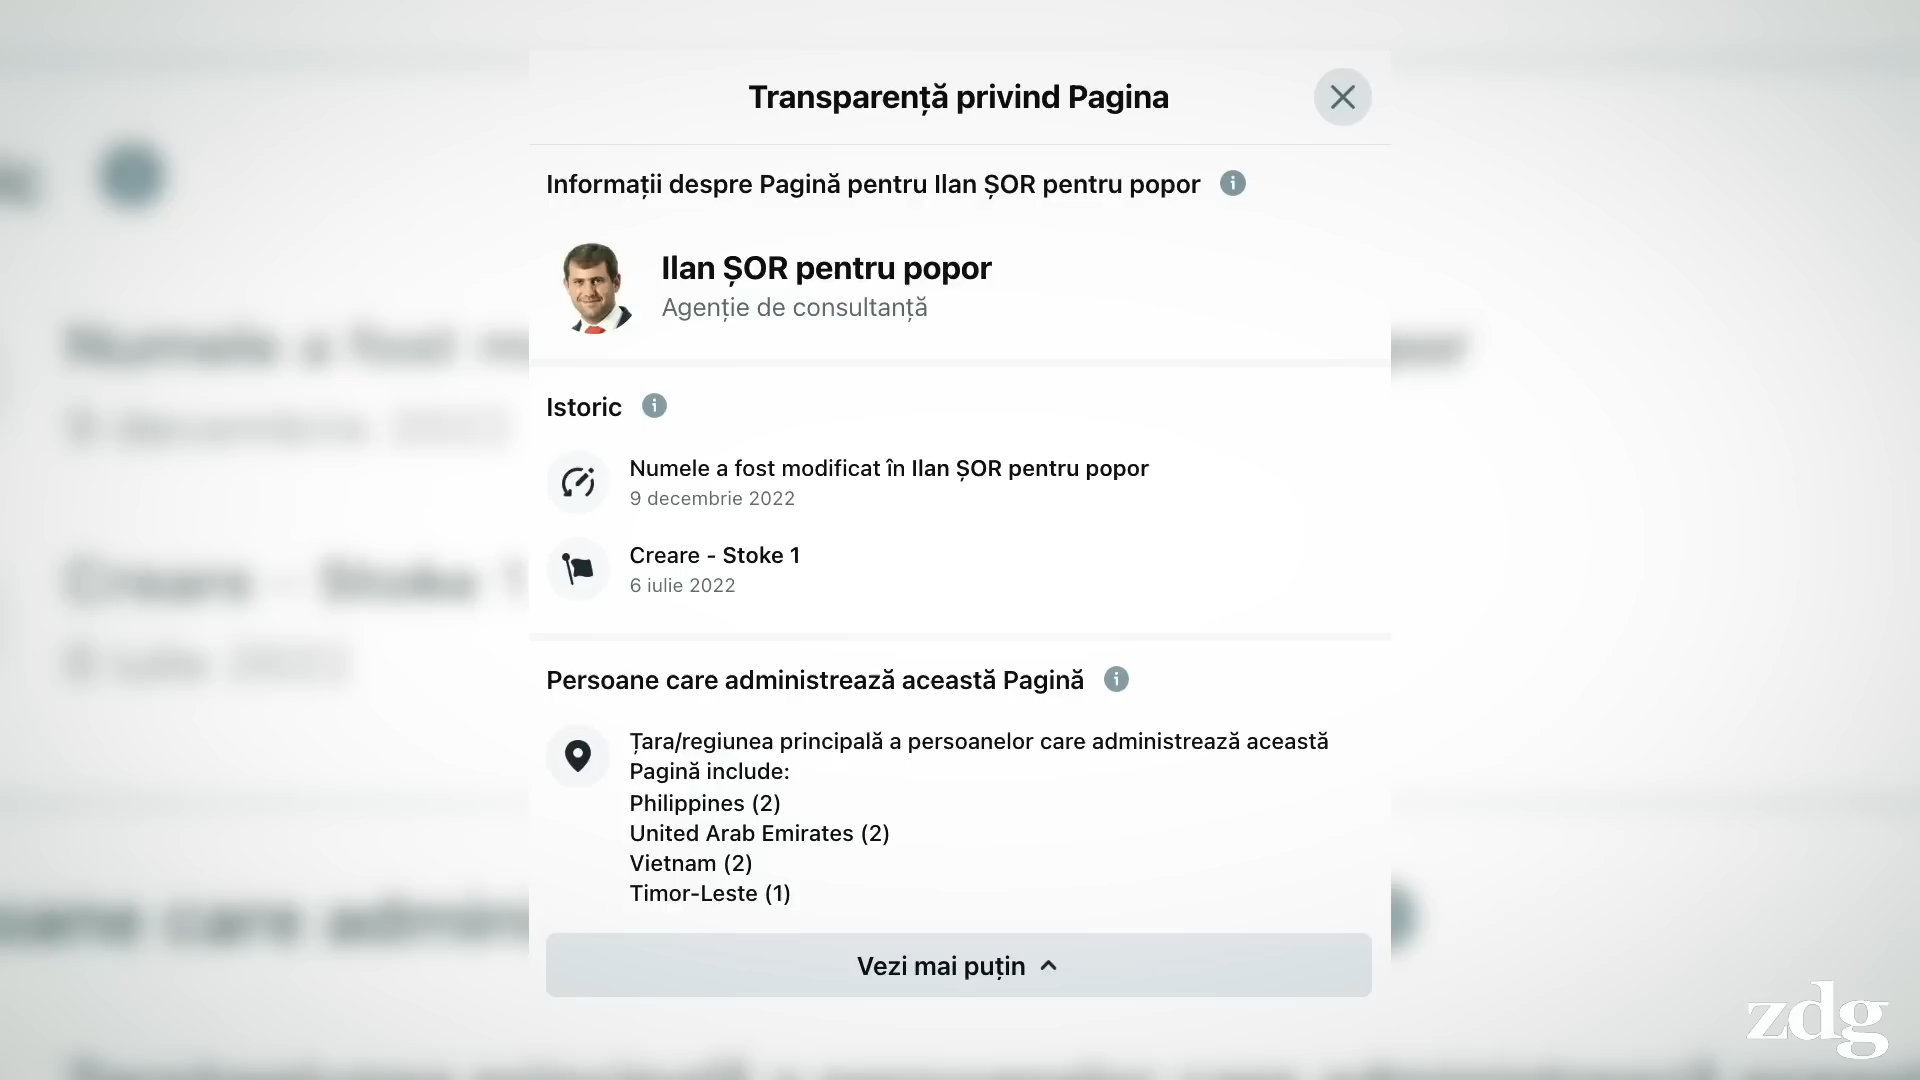 Transparență privind Pagina
Informații despre Pagină pentru Ilan ȘOR pentru popor
Ilan ȘOR pentru popor
Agenție de consultanță
Istoric
Numele a fost modificat în Ilan ȘOR pentru popor
9 decembrie 2022
Creare - Stoke 1
6 iulie 2022
Persoane care administrează această Pagină
Țara/regiunea principală a persoanelor care administrează această
Pagină include:
Philippines (2)
United Arab Emirates (2)
Vietnam (2)
Timor-Leste (1)
Vezi mai puțin
zdg